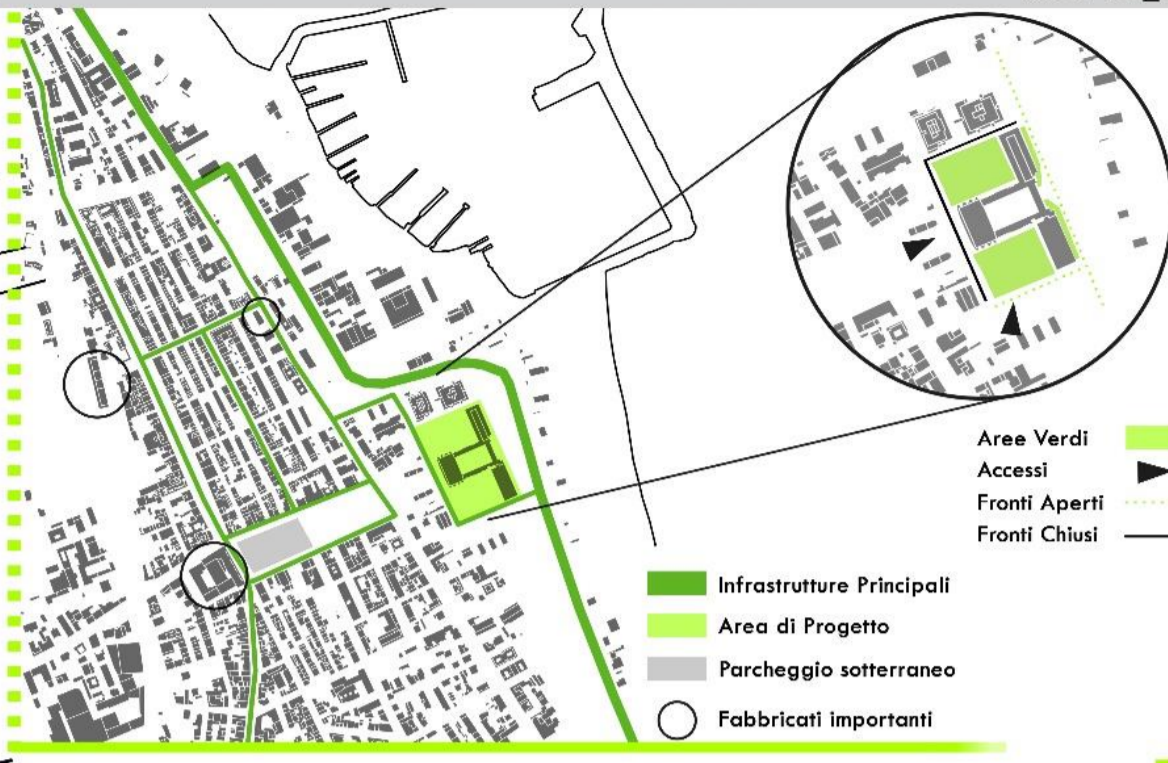 Aree Verdi
Accessi
Fronti Aperti
Fronti Chiusi
Infrastrutture Principali
Area di Progetto
Parcheggio sotterraneo
Fabbricati importanti